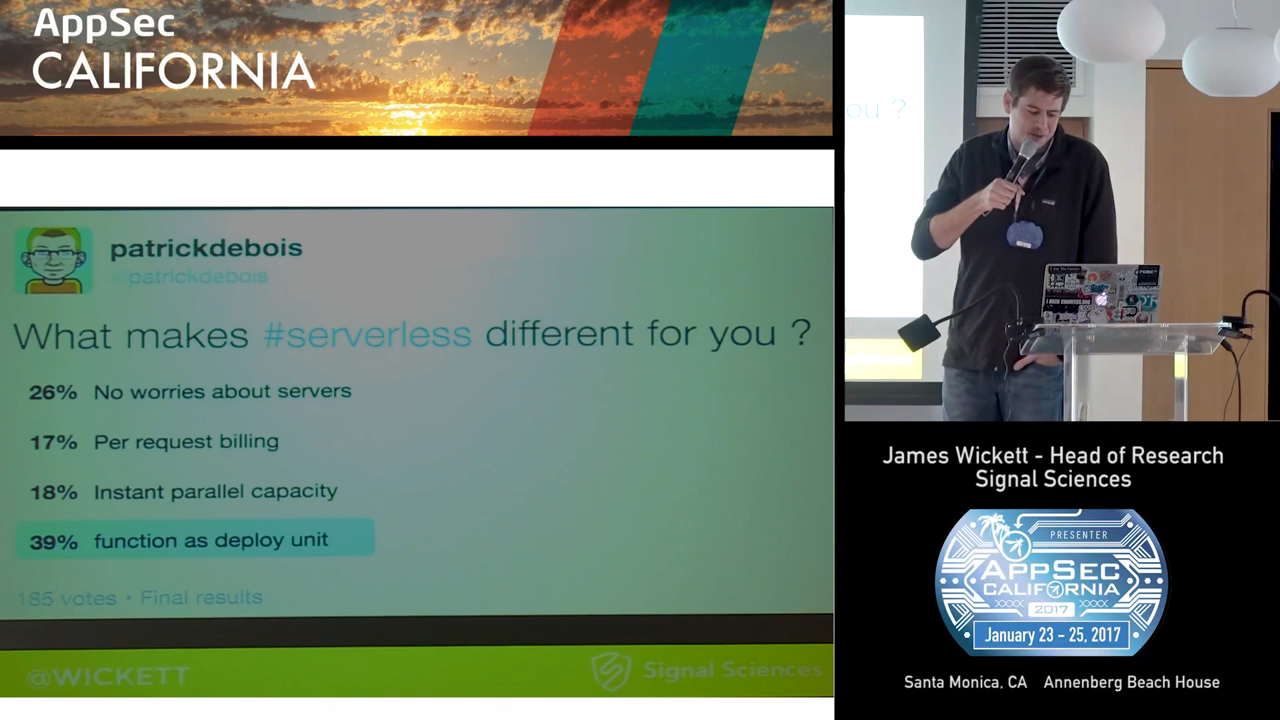 AppSec
CALIFORNIA
patrickdebois
patrickdebois
What makes #serverless different for you ?
26% No worries about servers
17% Per request billing
18% Instant parallel capacity
39% function as deploy unit
185 votes • Final results
@WICKETT
Signal Sciences
ou ?
James Wickett - Head of Research
Signal Sciences
PRESENTER
APPSEC
CALIFORNIA
2017
January 23 - 25, 2017
Santa Monica, CA Annenberg Beach House